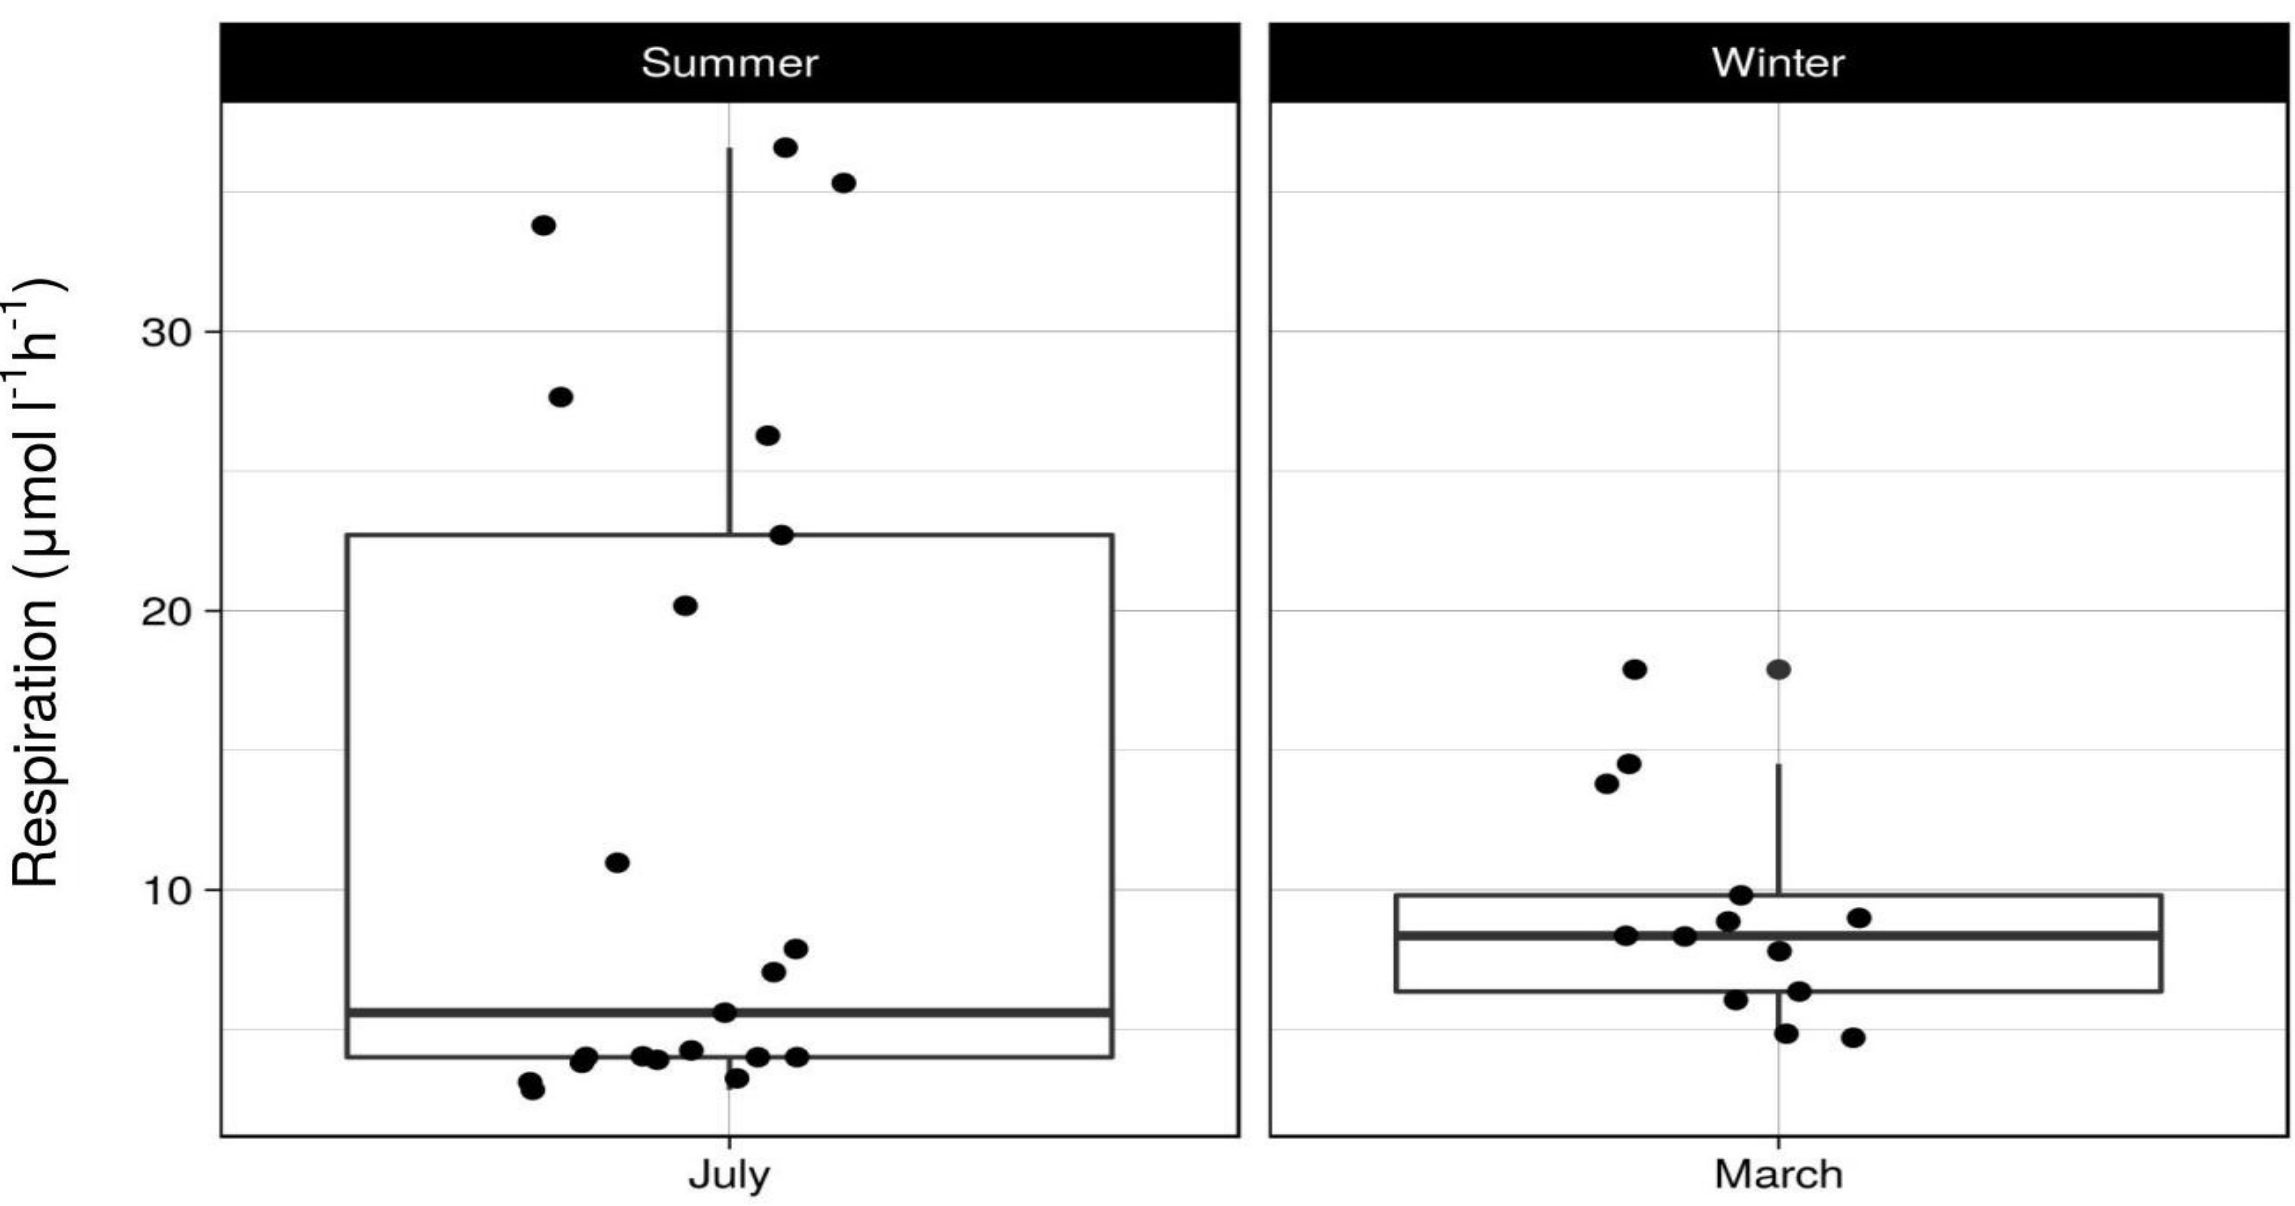 Summer
Winter
Respiration (µmol l⁻¹h⁻¹)
30
20
10
July
March